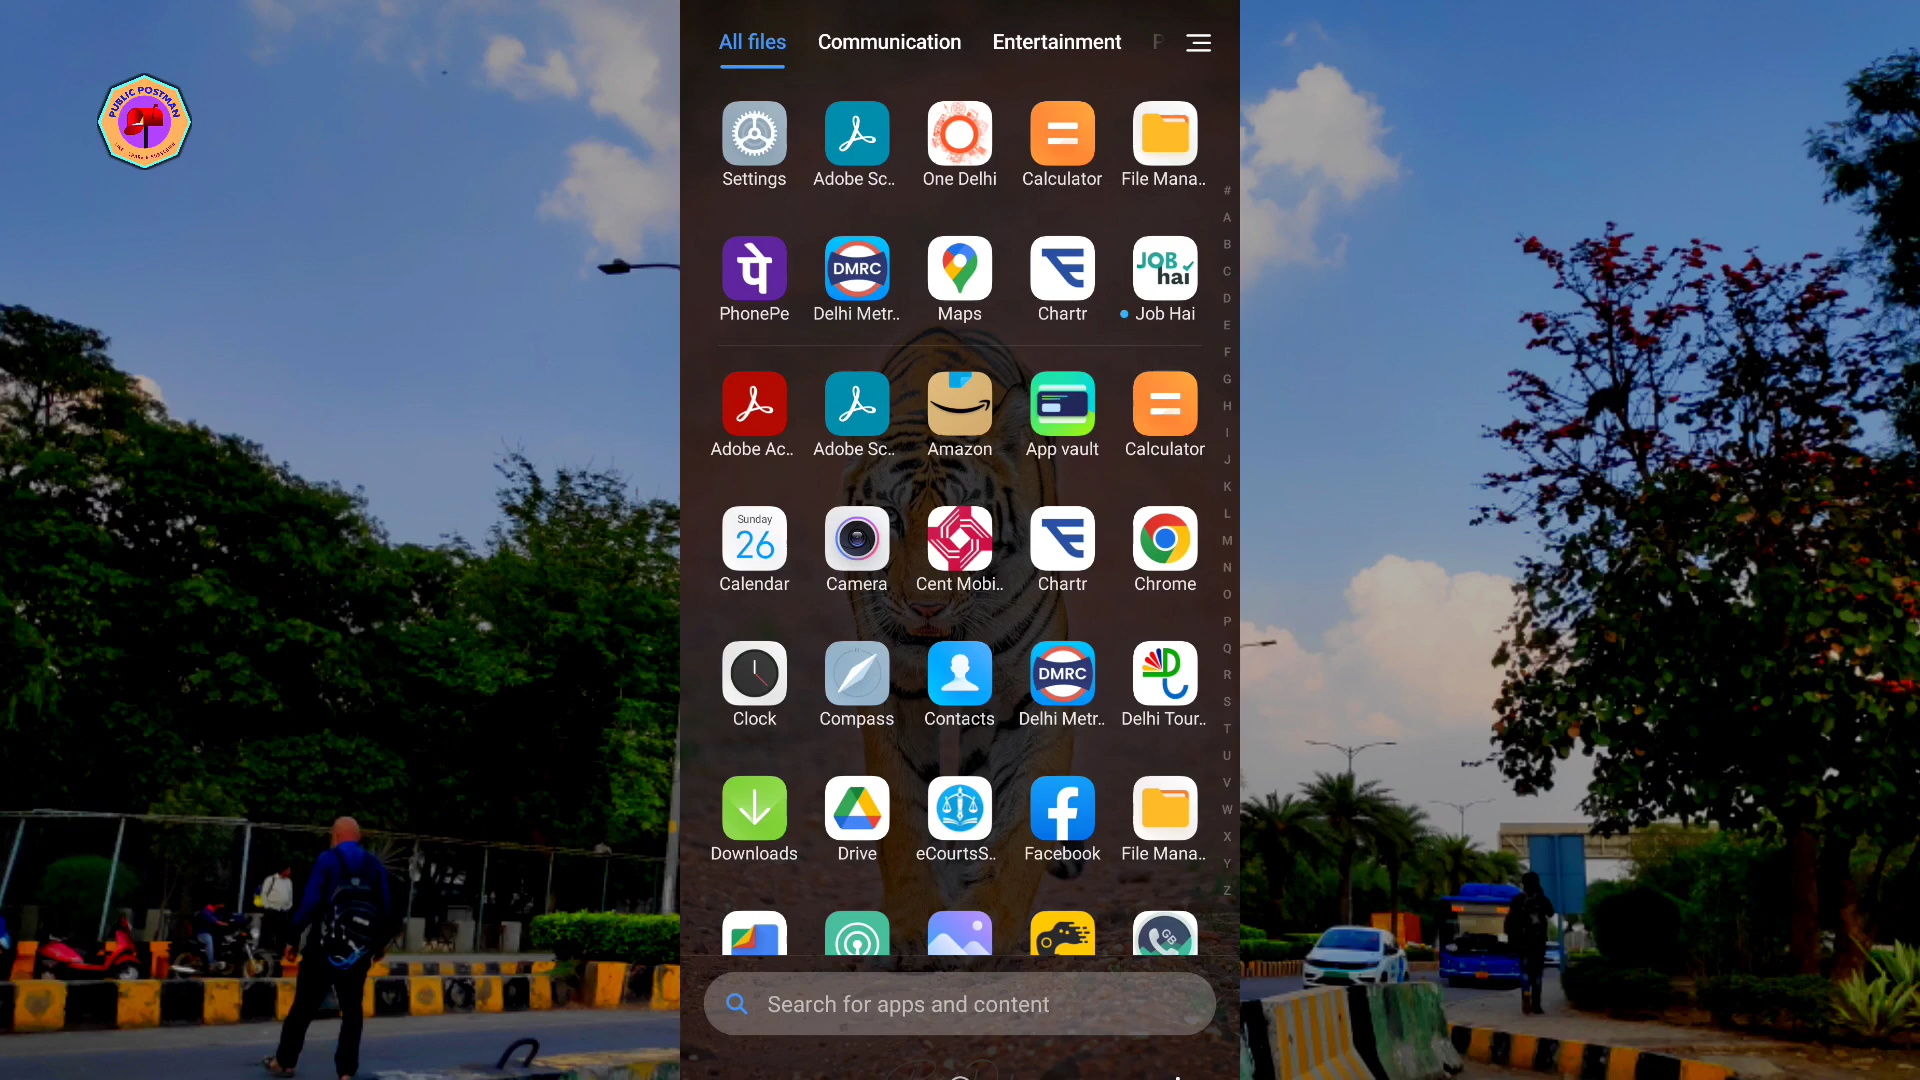 PUBLIC POSTMAN
All files Communication Entertainment
Settings Adobe Sc.. One Delhi Calculator File Mana..
पे DMRC JOB hai
PhonePe Delhi Metr.. Maps Chartr Job Hai
Adobe Ac.. Adobe Sc.. Amazon App vault Calculator
Sunday
26
Calendar Camera Cent Mobi.. Chartr Chrome
DMRC
Clock Compass Contacts Delhi Metr.. Delhi Tour..
Downloads Drive eCourtsS.. Facebook File Mana..
GB
#
A
B
C
D
E
F
G
H
I
J
K
L
M
N
O
P
Q
R
S
T
U
V
W
X
Y
Z
Search for apps and content